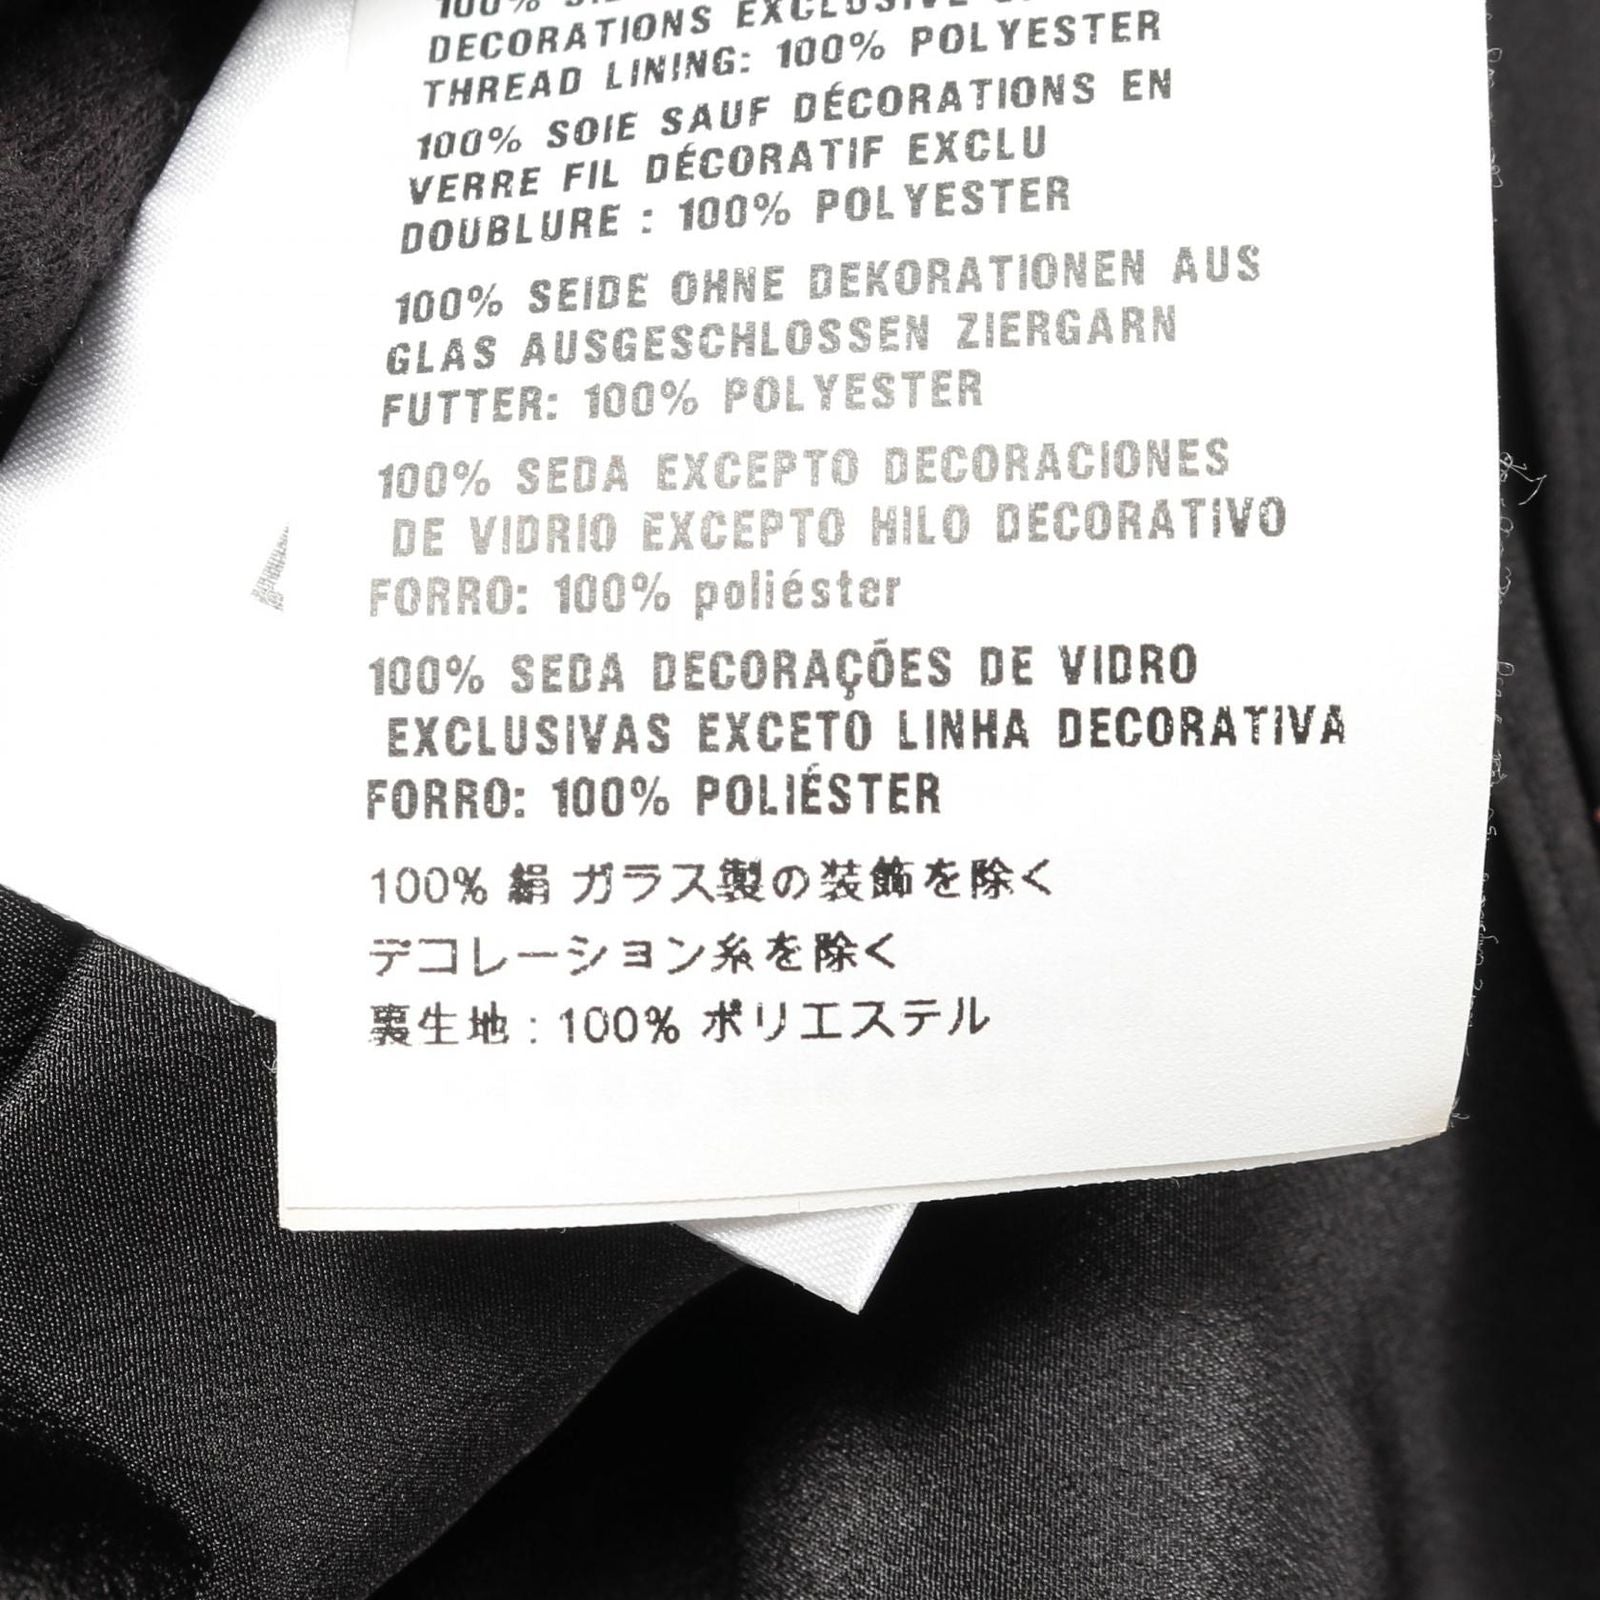 100%
DECORATIONS EXCLUSIVE
THREAD LINING: 100% POLYESTER
100% SOIE SAUF DÉCORATIONS EN
VERRE FIL DÉCORATIF EXCLU
DOUBLURE : 100% POLYESTER
100% SEIDE OHNE DEKORATIONEN AUS
GLAS AUSGESCHLOSSEN ZIERGARN
FUTTER: 100% POLYESTER
100% SEDA EXCEPTO DECORACIONES
DE VIDRIO EXCEPTO HILO DECORATIVO
FORRO: 100% poliéster
100% SEDA DECORAÇÕES DE VIDRO
EXCLUSIVAS EXCETO LINHA DECORATIVA
FORRO: 100% POLIÉSTER
100% 絹 ガラス製の装飾を除く
デコレーション糸を除く
裏生地 : 100% ポリエステル